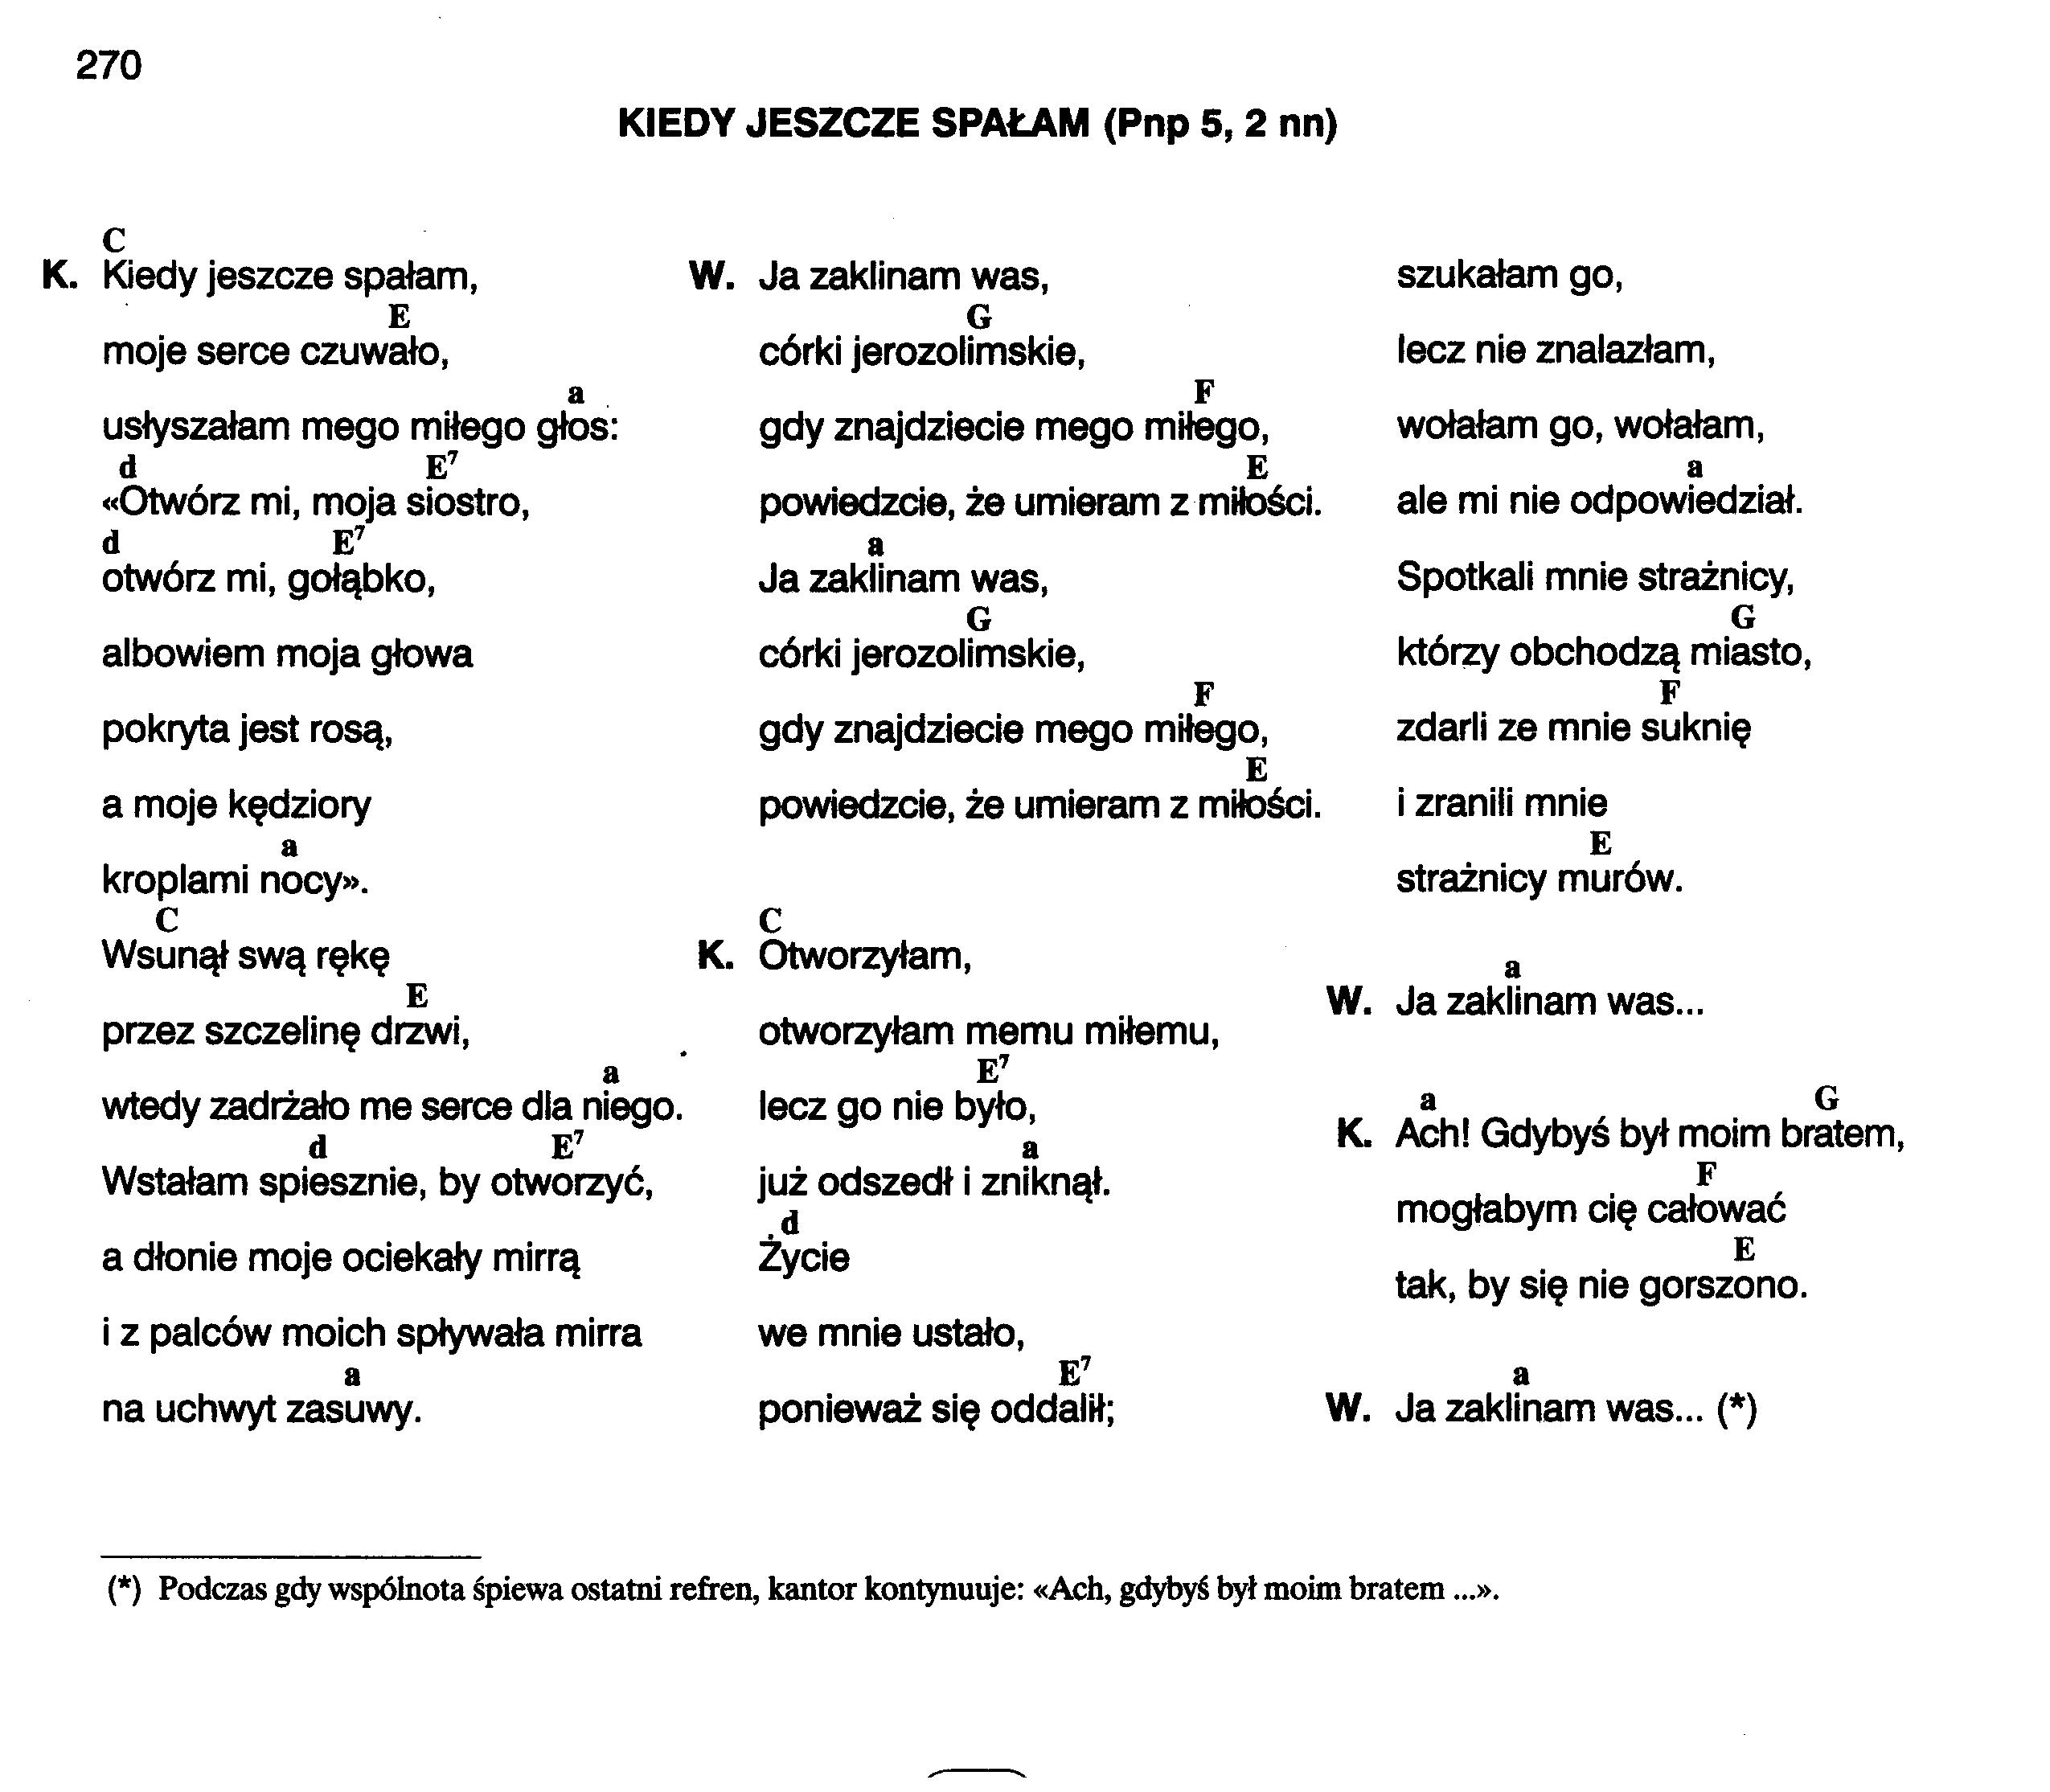 270
KIEDY JESZCZE SPAŁAM (Pnp 5, 2 nn)
C
K. Kiedy jeszcze spałam,
E
moje serce czuwało,
a
usłyszałam mego miłego głos:
d E7
«Otwórz mi, moja siostro,
d E7
otwórz mi, gołąbko,
albowiem moja głowa
pokryta jest rosą,
a moje kędziory
a
kroplami nocy».
C
Wsunął swą rękę
E
przez szczelinę drzwi,
a
wtedy zadrżało me serce dla niego.
d E7
Wstałam spiesznie, by otworzyć,
a dłonie moje ociekały mirrą
i z palców moich spływała mirra
a
na uchwyt zasuwy.
W. Ja zaklinam was,
G
córki jerozolimskie,
F
gdy znajdziecie mego miłego,
E
powiedzcie, że umieram z miłości.
a
Ja zaklinam was,
G
córki jerozolimskie,
F
gdy znajdziecie mego miłego,
E
powiedzcie, że umieram z miłości.
C
K. Otworzyłam,
otworzyłam memu miłemu,
E7
lecz go nie było,
a
już odszedł i zniknął.
d
Życie
we mnie ustało,
E7
ponieważ się oddalił;
szukałam go,
lecz nie znalazłam,
wołałam go, wołałam,
a
ale mi nie odpowiedział.
Spotkali mnie strażnicy,
G
którzy obchodzą miasto,
F
zdarli ze mnie suknię
i zranili mnie
E
strażnicy murów.
a
W. Ja zaklinam was...
a G
K. Ach! Gdybyś był moim bratem,
F
mogłabym cię całować
E
tak, by się nie gorszono.
a
W. Ja zaklinam was... (*)
(*) Podczas gdy wspólnota śpiewa ostatni refren, kantor kontynuuje: «Ach, gdybyś był moim bratem ...».